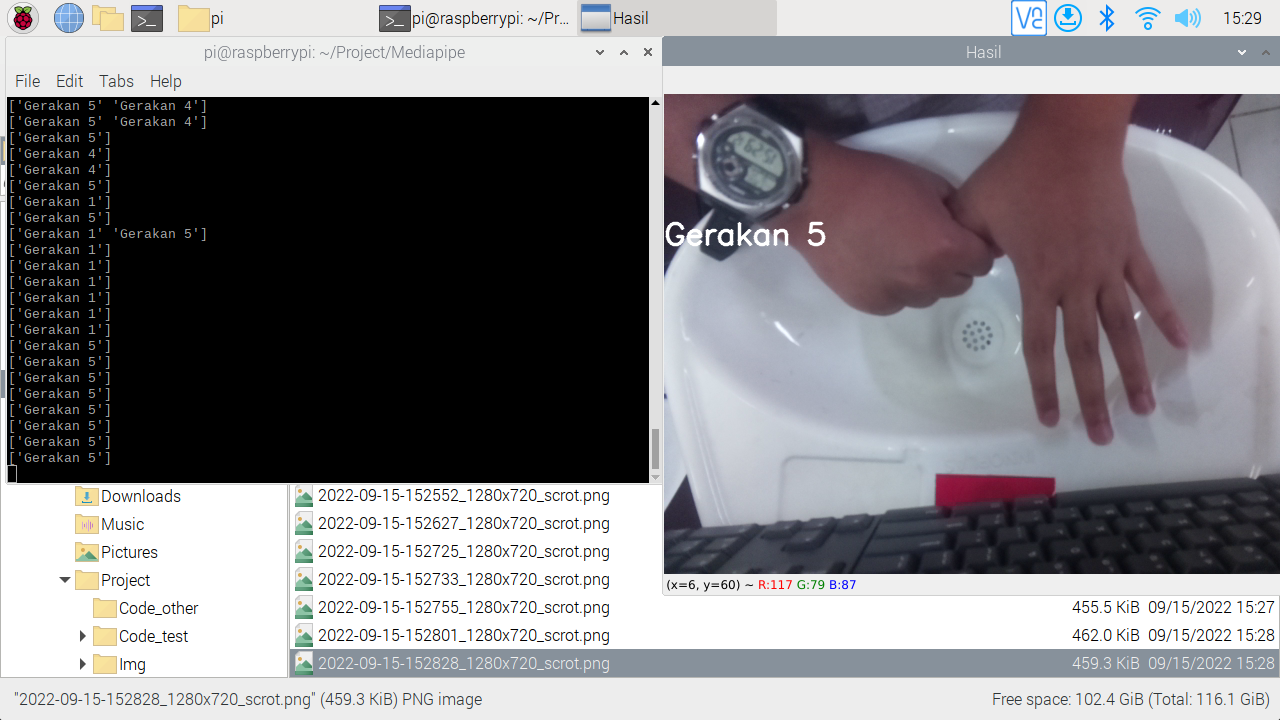 pi
pi@raspberrypi: ~/Pr...
Hasil
15:29
pi@raspberrypi: ~/Project/Mediapipe
File Edit Tabs Help
['Gerakan 5' 'Gerakan 4']
['Gerakan 5' 'Gerakan 4']
['Gerakan 5']
['Gerakan 4']
['Gerakan 4']
['Gerakan 5']
['Gerakan 1']
['Gerakan 5']
['Gerakan 1' 'Gerakan 5']
['Gerakan 1']
['Gerakan 1']
['Gerakan 1']
['Gerakan 1']
['Gerakan 1']
['Gerakan 1']
['Gerakan 5']
['Gerakan 5']
['Gerakan 5']
['Gerakan 5']
['Gerakan 5']
['Gerakan 5']
['Gerakan 5']
['Gerakan 5']
Hasil
Gerakan 5
(x=6, y=60) ~ R:117 G:79 B:87
Downloads
Music
Pictures
Project
Code_other
Code_test
Img
2022-09-15-152552_1280x720_scrot.png
2022-09-15-152627_1280x720_scrot.png
2022-09-15-152725_1280x720_scrot.png
2022-09-15-152733_1280x720_scrot.png
2022-09-15-152755_1280x720_scrot.png 455.5 KiB 09/15/2022 15:27
2022-09-15-152801_1280x720_scrot.png 462.0 KiB 09/15/2022 15:28
2022-09-15-152828_1280x720_scrot.png 459.3 KiB 09/15/2022 15:28
"2022-09-15-152828_1280x720_scrot.png" (459.3 KiB) PNG image
Free space: 102.4 GiB (Total: 116.1 GiB)